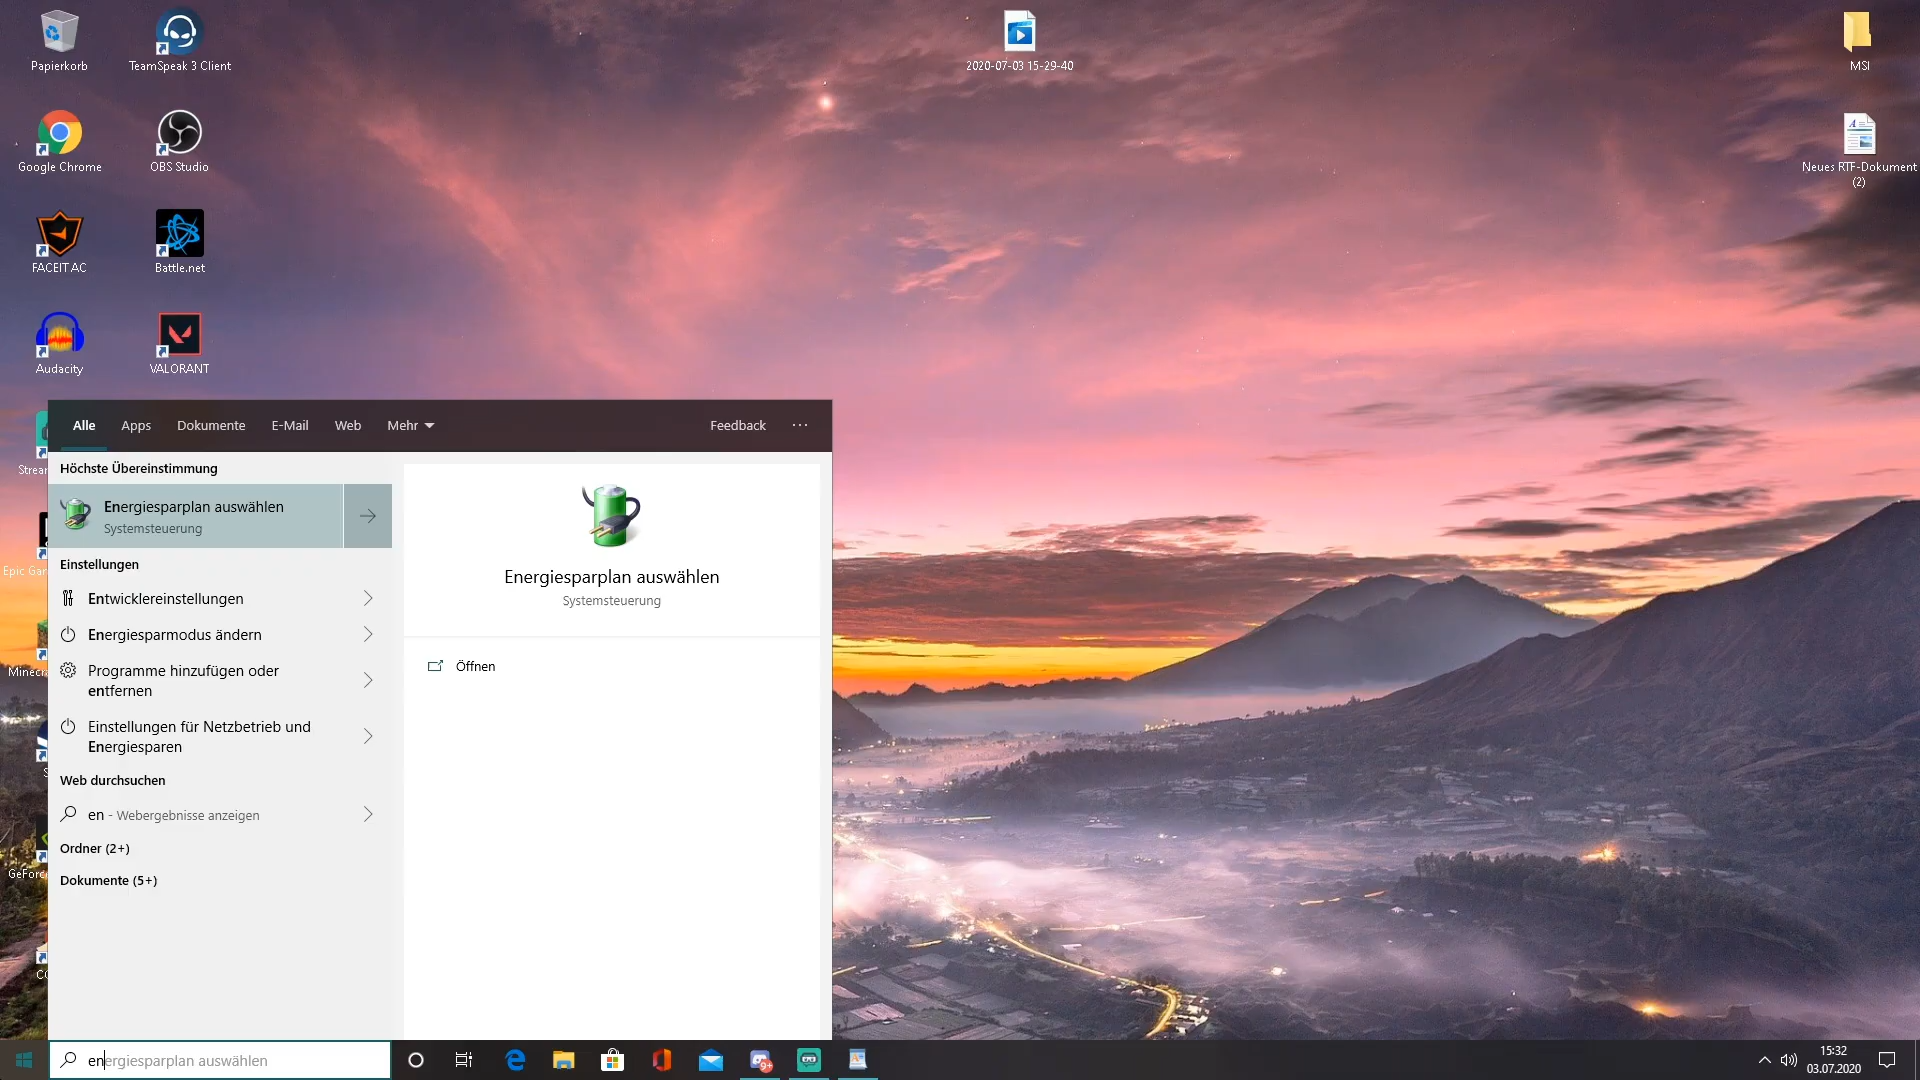 Papierkorb
TeamSpeak 3 Client
2020-07-03 15-29-40
MSI
Google Chrome
OBS Studio
Neues RTF-Dokument
(2)
FACEIT AC
Battle.net
Audacity
VALORANT
Alle
Apps
Dokumente
E-Mail
Web
Mehr
Feedback
Höchste Übereinstimmung
Energiesparplan auswählen
Systemsteuerung
Einstellungen
Entwicklereinstellungen
Energiesparmodus ändern
Programme hinzufügen oder
entfernen
Einstellungen für Netzbetrieb und
Energiesparen
Web durchsuchen
en - Webergebnisse anzeigen
Ordner (2+)
Dokumente (5+)
Energiesparplan auswählen
Systemsteuerung
Öffnen
Epic
energiesparplan auswählen
9+
15:32
03.07.2020